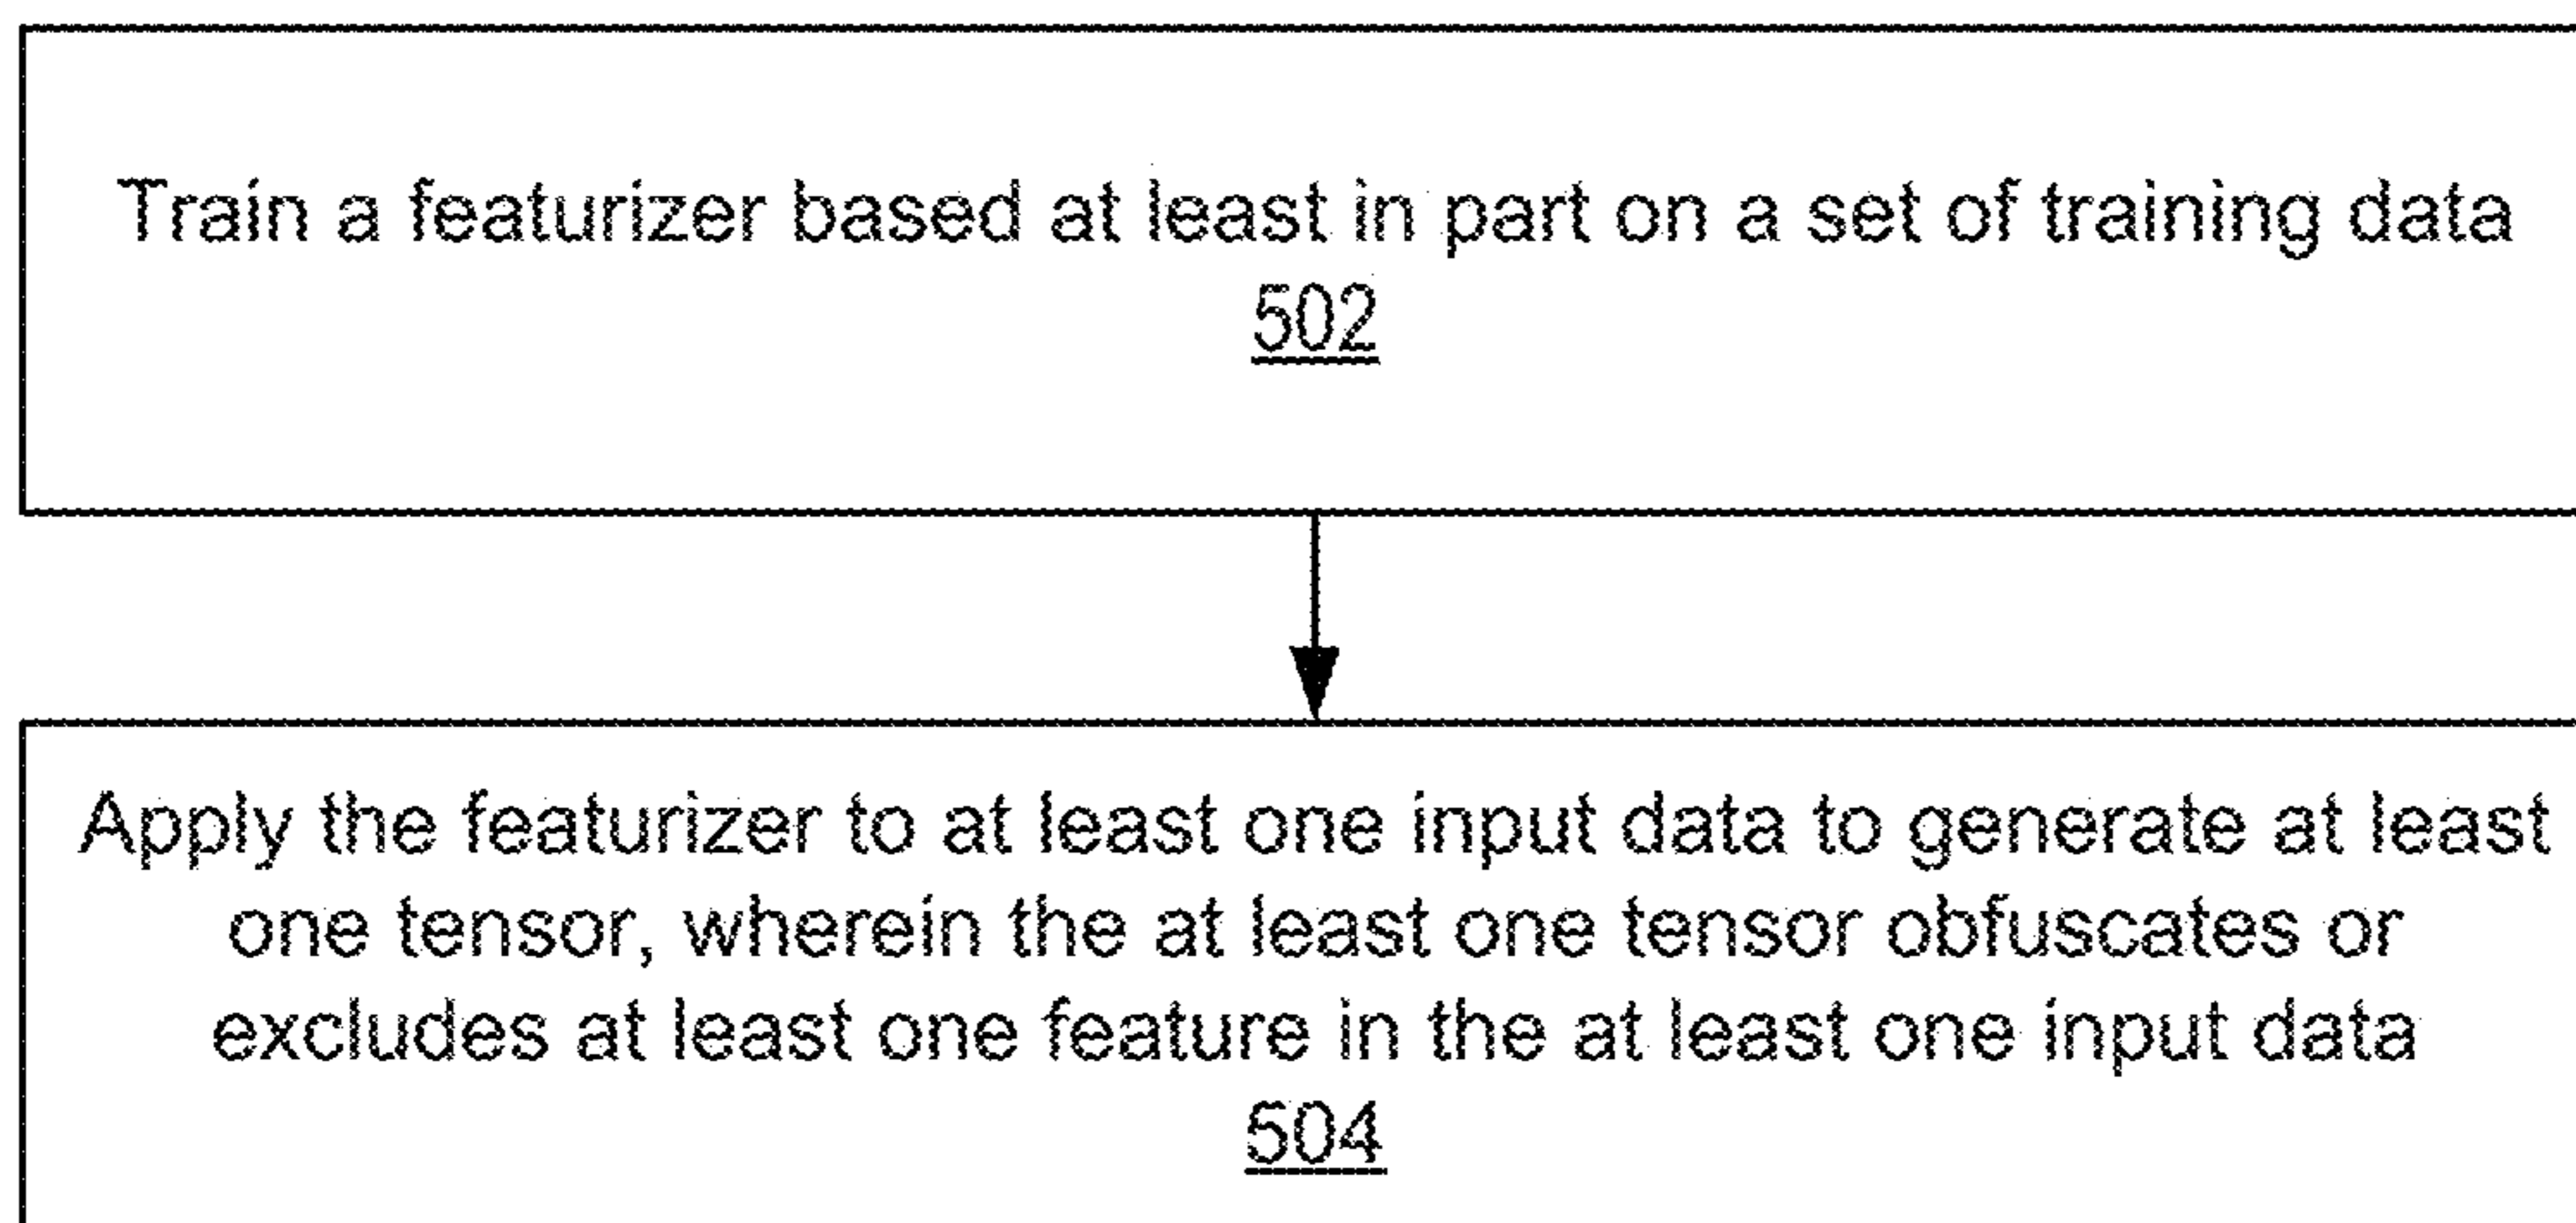 Train a featurizer based at least in part on a set of training data
502
Apply the featurizer to at least one input data to generate at least
one tensor, wherein the at least one tensor obfuscates or
excludes at least one feature in the at least one input data
504